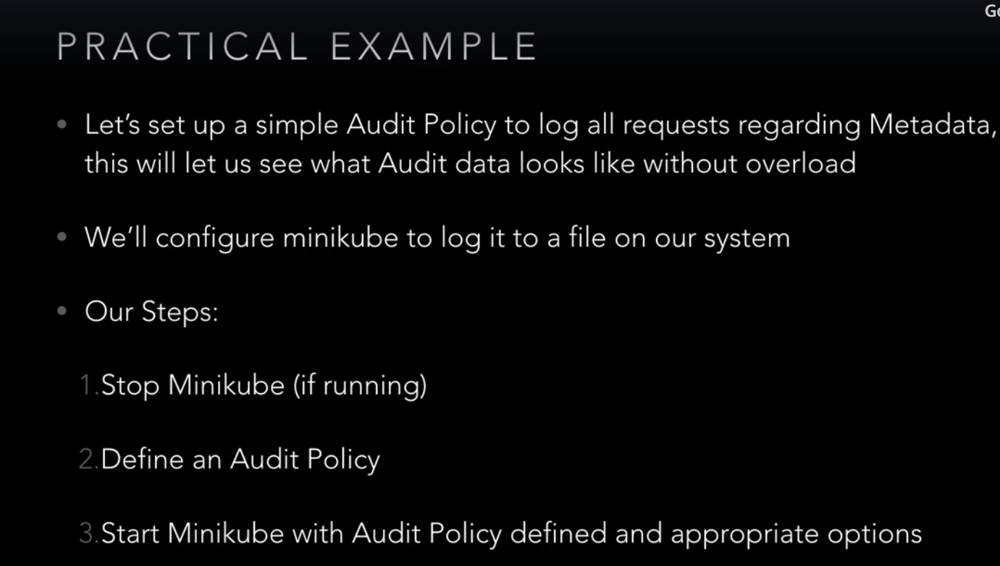 PRACTICAL EXAMPLE
• Let’s set up a simple Audit Policy to log all requests regarding Metadata,
this will let us see what Audit data looks like without overload
• We’ll configure minikube to log it to a file on our system
• Our Steps:
1.Stop Minikube (if running)
2.Define an Audit Policy
3.Start Minikube with Audit Policy defined and appropriate options